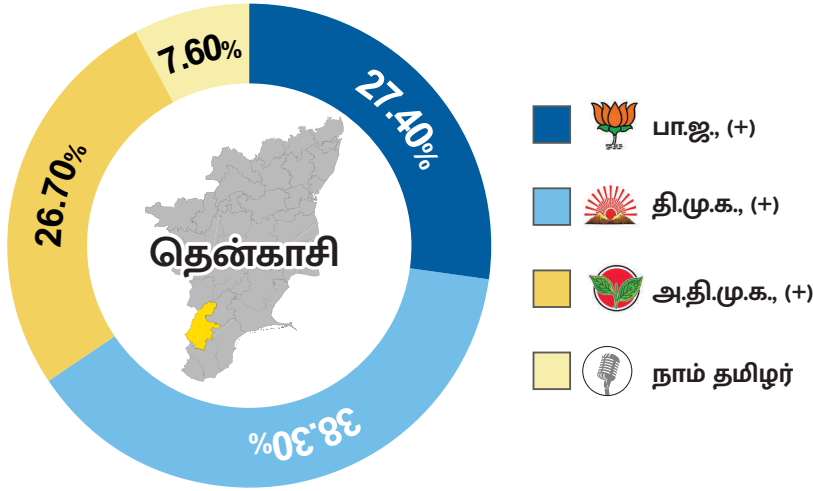 7.60%
27.40%
26.70%
தென்காசி
38.30%
பா.ஜ., (+)
தி.மு.க., (+)
அ.தி.மு.க., (+)
நாம் தமிழர்